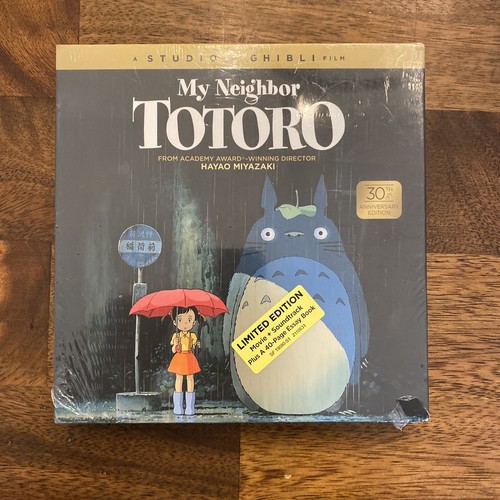 A STUDIO GHIBLI FILM
My Neighbor
TOTORO
FROM ACADEMY AWARD®-WINNING DIRECTOR
HAYAO MIYAZAKI
30TH
ANNIVERSARY
EDITION
稲荷前
LIMITED EDITION
Movie + Soundtrack
Plus A 40-Page Essay Book